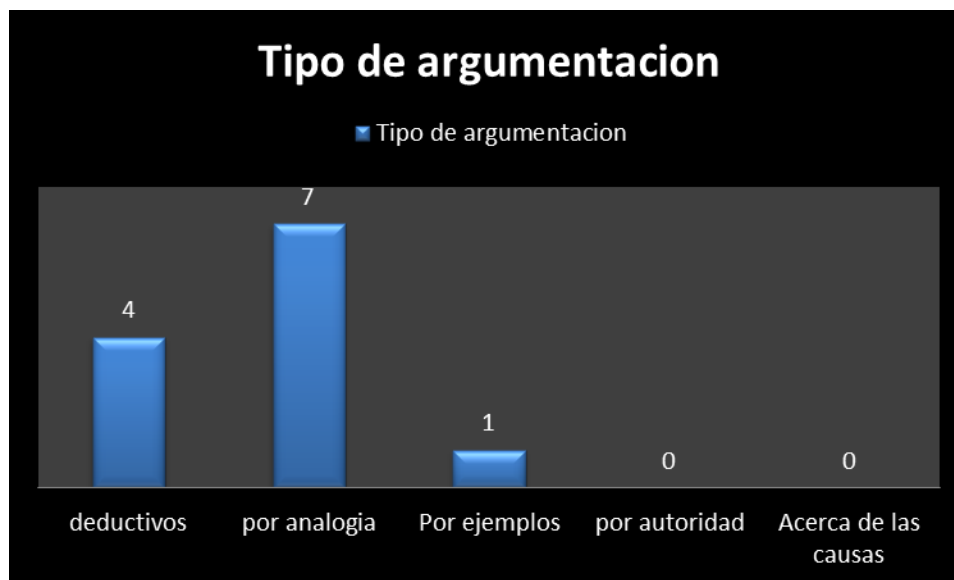 Tipo de argumentacion
Tipo de argumentacion
7
4
1
0
0
deductivos
por analogia
Por ejemplos
por autoridad
Acerca de las
causas